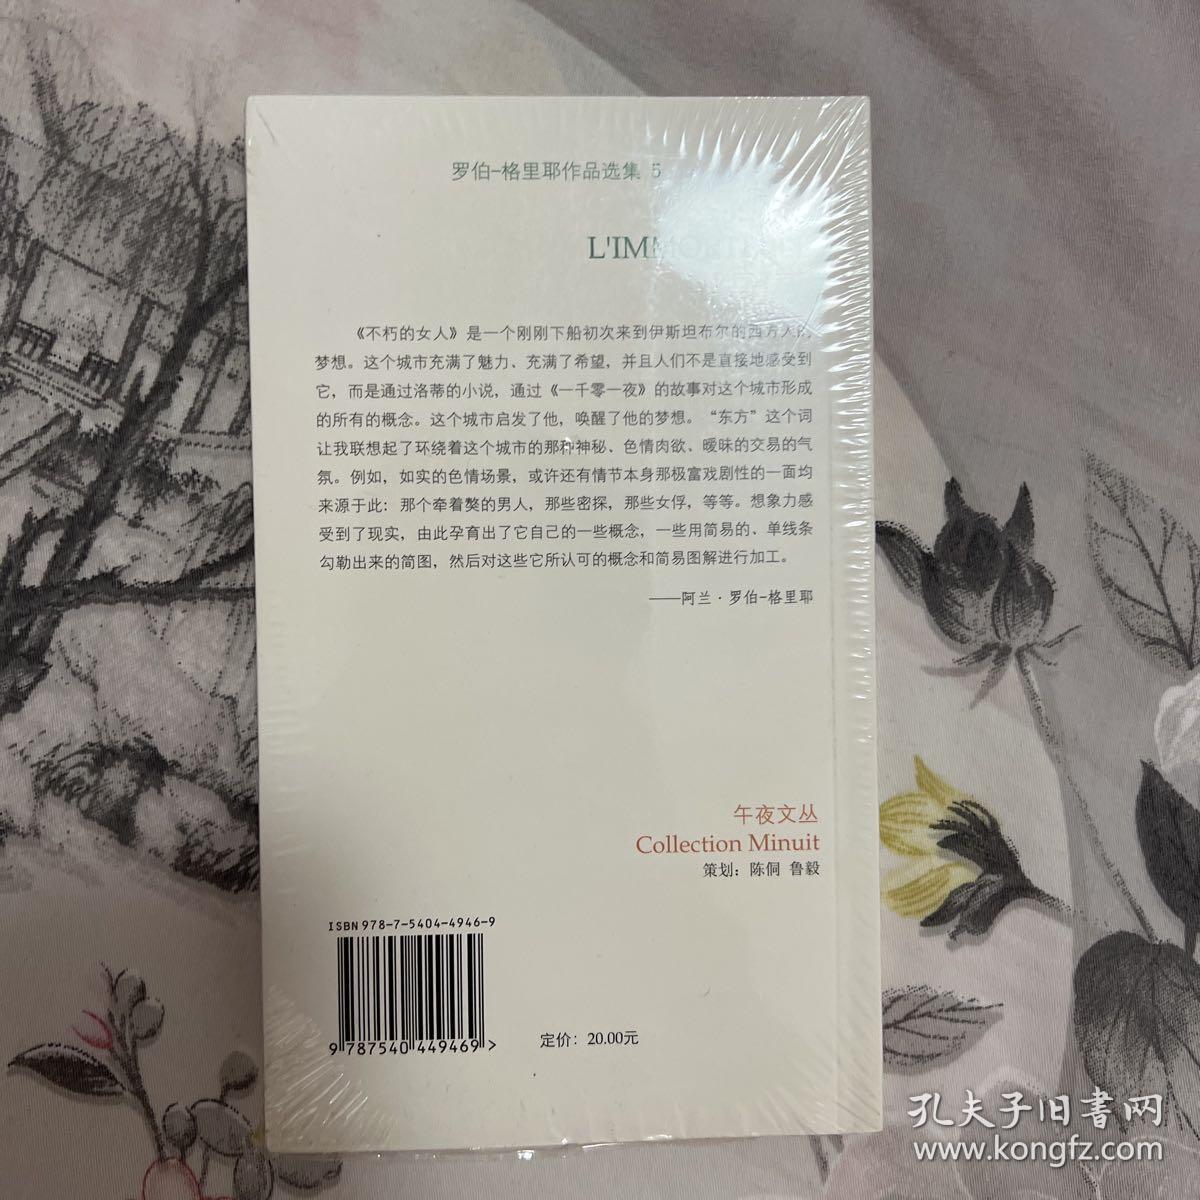 罗伯-格里耶作品选集 5
L'IMMORTELLE
《不朽的女人》是一个刚刚下船初次来到伊斯坦布尔的西方人的
梦想。这个城市充满了魅力、充满了希望，并且人们不是直接地感受到
它，而是通过洛蒂的小说，通过《一千零一夜》的故事对这个城市形成
的所有的概念。这个城市启发了他，唤醒了他的梦想。“东方”这个词
让我联想起了环绕着这个城市的那种神秘、色情肉欲、暧昧的交易的气
氛。例如，如实的色情场景，或许还有情节本身那极富戏剧性的一面均
来源于此：那个牵着獒的男人，那些密探，那些女俘，等等。想象力感
受到了现实，由此孕育出了它自己的一些概念，一些用简易的、单线条
勾勒出来的简图，然后对这些它所认可的概念和简易图解进行加工。
——阿兰·罗伯-格里耶
午夜文丛
Collection Minuit
策划：陈侗 鲁毅
ISBN 978-7-5404-4946-9
9 787540 449469 >
定价：20.00元
孔夫子旧書网
www.kongfz.com